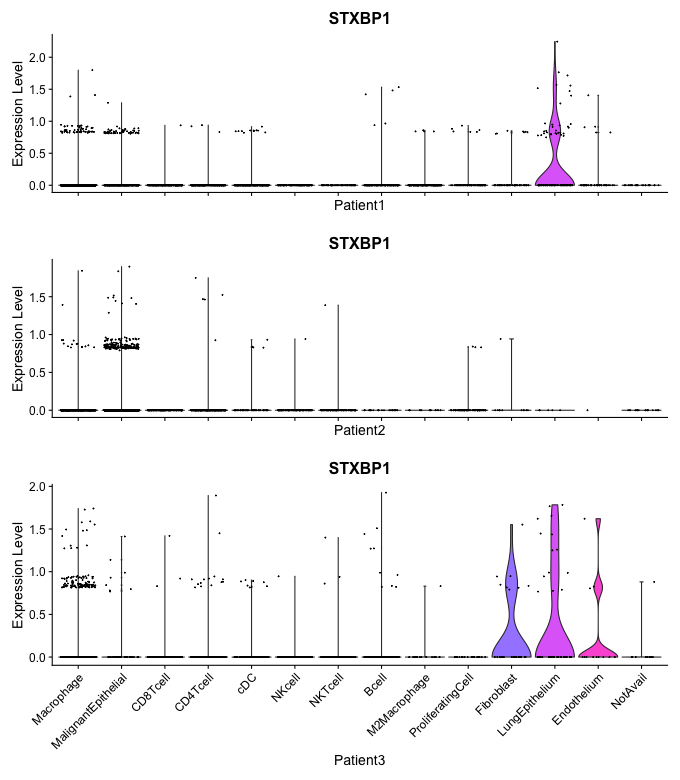 STXBP1
Expression Level
2.0
1.5
1.0
0.5
0.0
Patient1
STXBP1
Expression Level
1.5
1.0
0.5
0.0
Patient2
STXBP1
Expression Level
2.0
1.5
1.0
0.5
0.0
Macrophage
MalignantEpithelial
CD8Tcell
CD4Tcell
cDC
NKcell
NKTcell
Bcell
M2Macrophage
ProliferatingCell
Fibroblast
LungEpithelium
Endothelium
NotAvail
Patient3